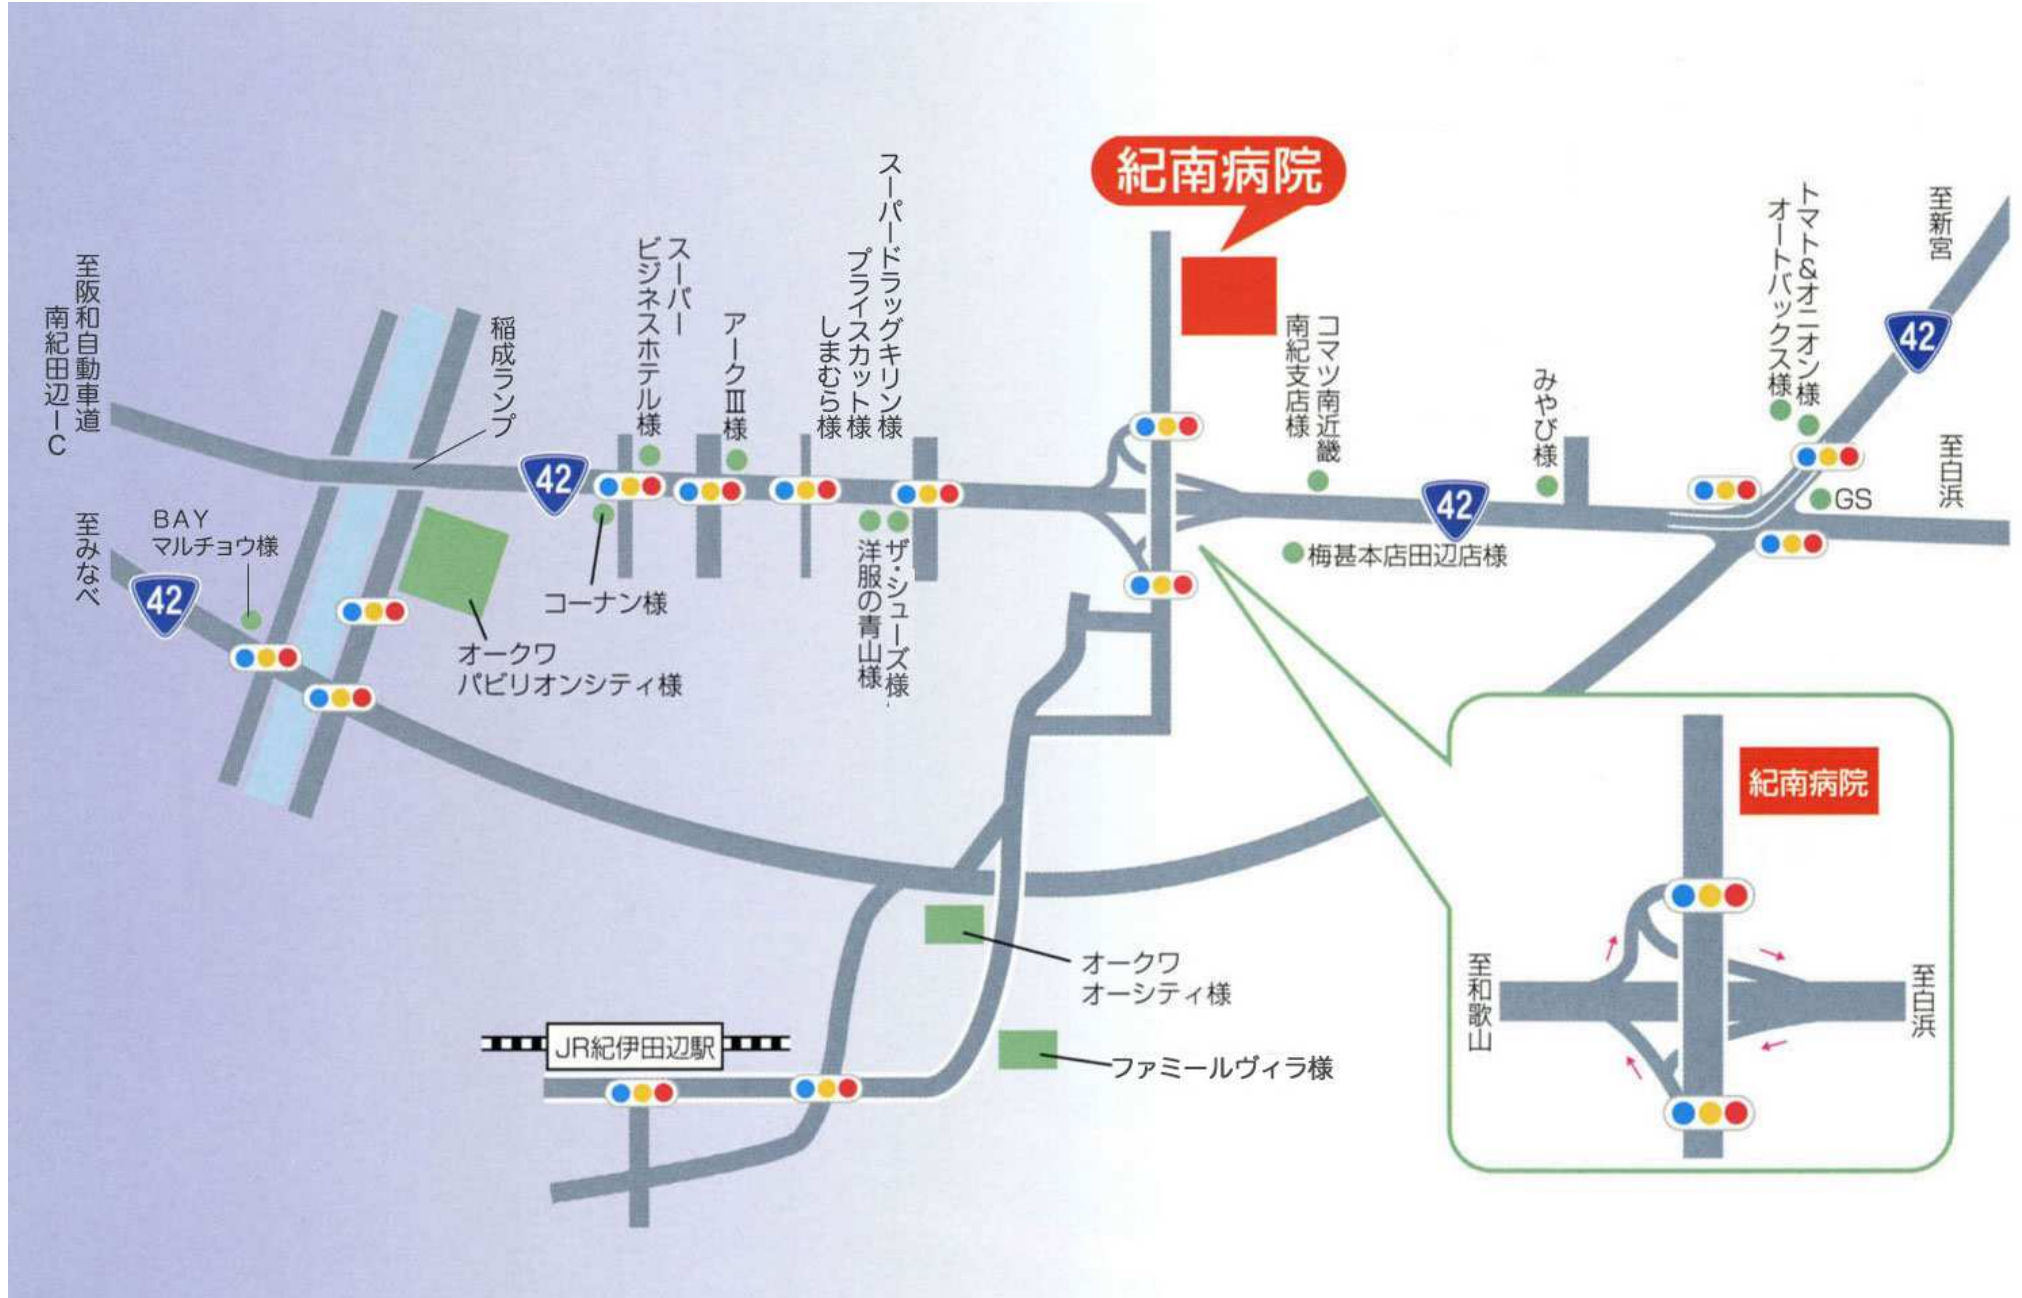 紀南病院
至阪和自動車道
南紀田辺IC
至みなべ
BAY
マルチョウ様
42
稲成ランプ
42
スーパー
ビジネスホテル様
アークⅢ様
スーパードラッグキリン様
プライスカット様
しまむら様
コーナン様
オークワ
パビリオンシティ様
ザ・シューズ様
洋服の青山様
コマツ南近畿
南紀支店様
梅甚本店田辺店様
42
みやび様
トマト&オニオン様
オートバックス様
至新宮
42
GS
至白浜
オークワ
オーシティ様
ファミールヴィラ様
JR紀伊田辺駅
紀南病院
至和歌山
至白浜